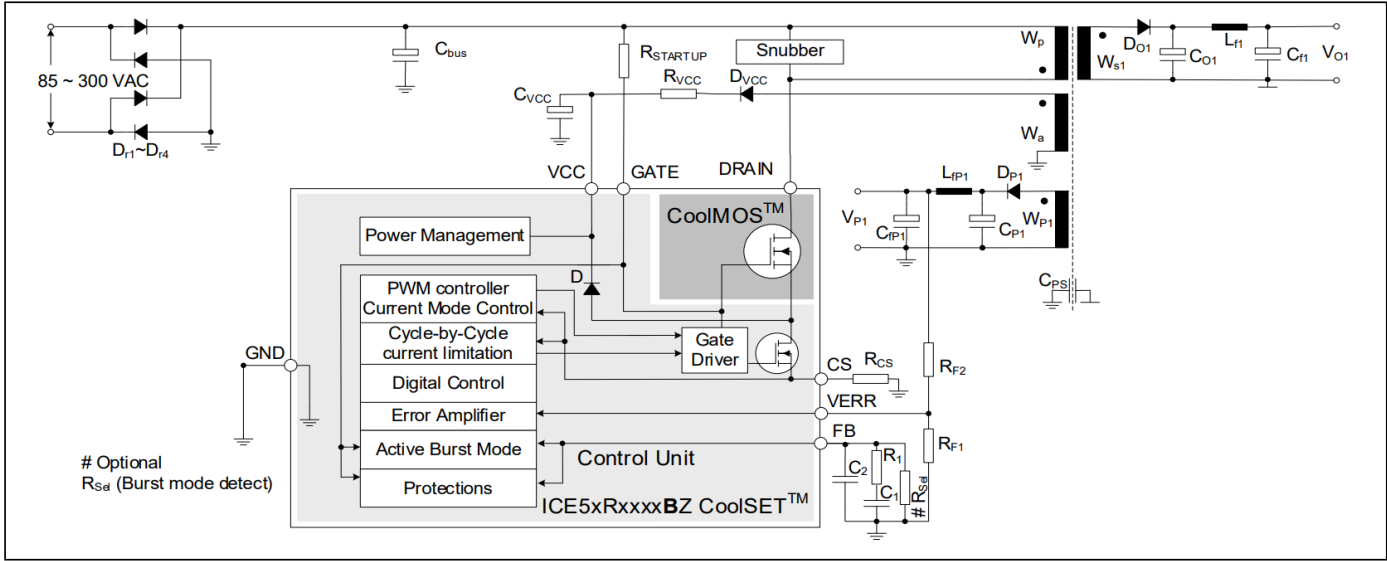 85 ~ 300 VAC
Dr1~Dr4
Cbus
RSTARTUP
Snubber
Wp
Ws1
DO1
CO1
Lf1
Cf1
VO1
CVCC
RVCC
DVCC
Wa
VCC
GATE
DRAIN
LfP1
DP1
VP1
CfP1
CP1
WP1
CPS
CoolMOS™
Power Management
D
PWM controller
Current Mode Control
Cycle-by-Cycle
current limitation
Gate
Driver
GND
Digital Control
CS
RCS
RF2
Error Amplifier
VERR
Active Burst Mode
FB
RF1
Protections
Control Unit
C2
R1
C1
# RSel
# Optional
RSel (Burst mode detect)
ICE5xRxxxxBZ CoolSET™